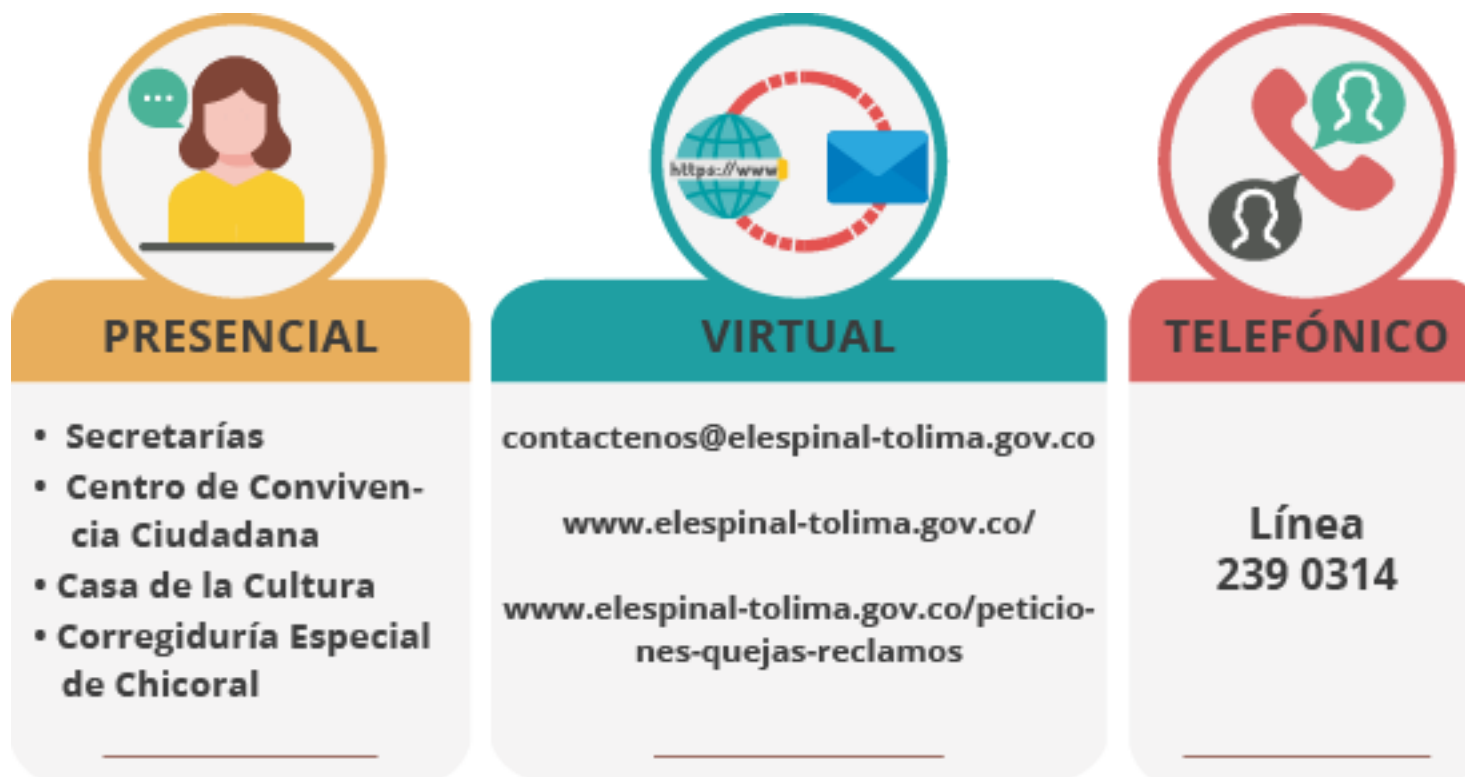 https://www
PRESENCIAL
• Secretarías
• Centro de Conviven-
cia Ciudadana
• Casa de la Cultura
• Corregiduría Especial
de Chicoral
VIRTUAL
contactenos@elespinal-tolima.gov.co
www.elespinal-tolima.gov.co/
www.elespinal-tolima.gov.co/peticio-
nes-quejas-reclamos
TELEFÓNICO
Línea
239 0314